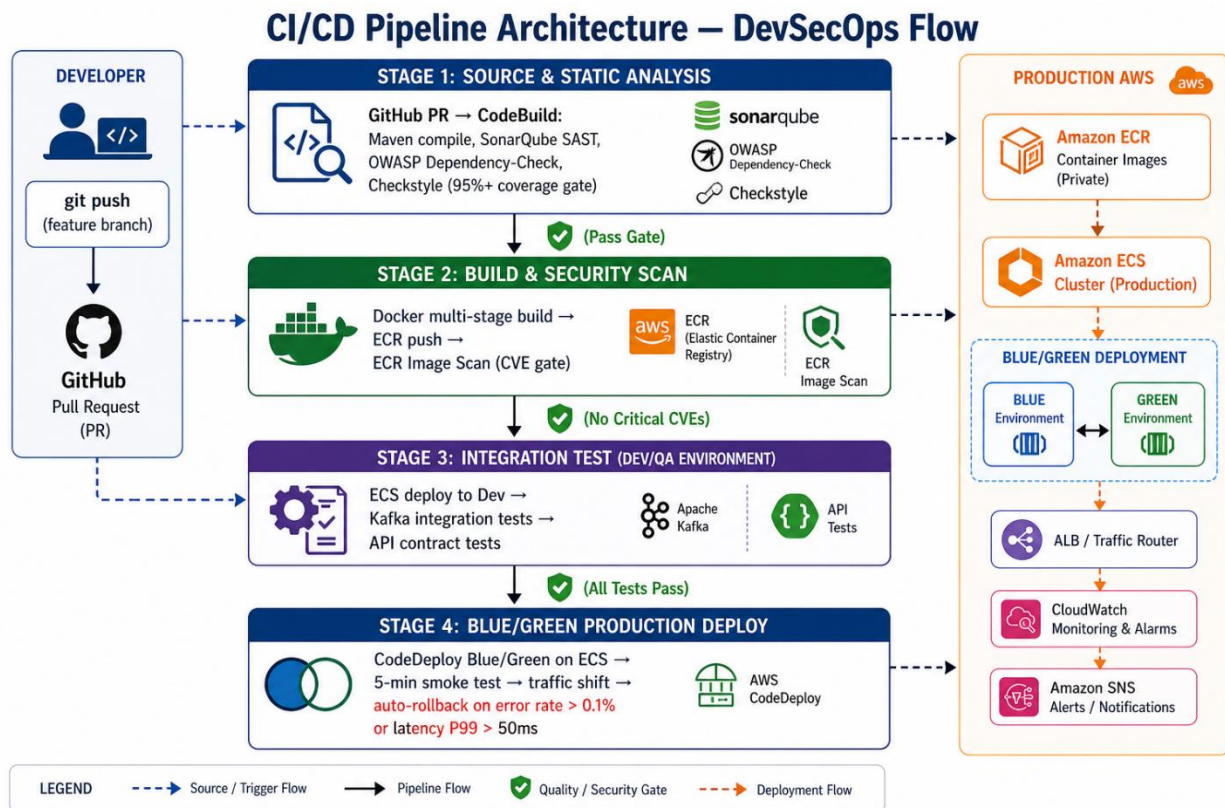 CI/CD Pipeline Architecture — DevSecOps Flow
DEVELOPER
</>
git push
(feature branch)
GitHub
Pull Request
(PR)
STAGE 1: SOURCE & STATIC ANALYSIS
</>
GitHub PR → CodeBuild:
Maven compile, SonarQube SAST,
OWASP Dependency-Check,
Checkstyle (95%+ coverage gate)
sonarqube
OWASP
Dependency-Check
Checkstyle
(Pass Gate)
STAGE 2: BUILD & SECURITY SCAN
Docker multi-stage build →
ECR push →
ECR Image Scan (CVE gate)
aws
ECR
(Elastic Container
Registry)
ECR
Image Scan
(No Critical CVEs)
STAGE 3: INTEGRATION TEST (DEV/QA ENVIRONMENT)
ECS deploy to Dev →
Kafka integration tests →
API contract tests
Apache
Kafka
{ }
API
Tests
(All Tests Pass)
STAGE 4: BLUE/GREEN PRODUCTION DEPLOY
CodeDeploy Blue/Green on ECS →
5-min smoke test → traffic shift →
auto-rollback on error rate > 0.1%
or latency P99 > 50ms
AWS
CodeDeploy
PRODUCTION AWS
aws
Amazon ECR
Container Images
(Private)
Amazon ECS
Cluster (Production)
BLUE/GREEN DEPLOYMENT
BLUE
Environment
GREEN
Environment
ALB / Traffic Router
CloudWatch
Monitoring & Alarms
Amazon SNS
Alerts / Notifications
LEGEND
Source / Trigger Flow
Pipeline Flow
Quality / Security Gate
Deployment Flow